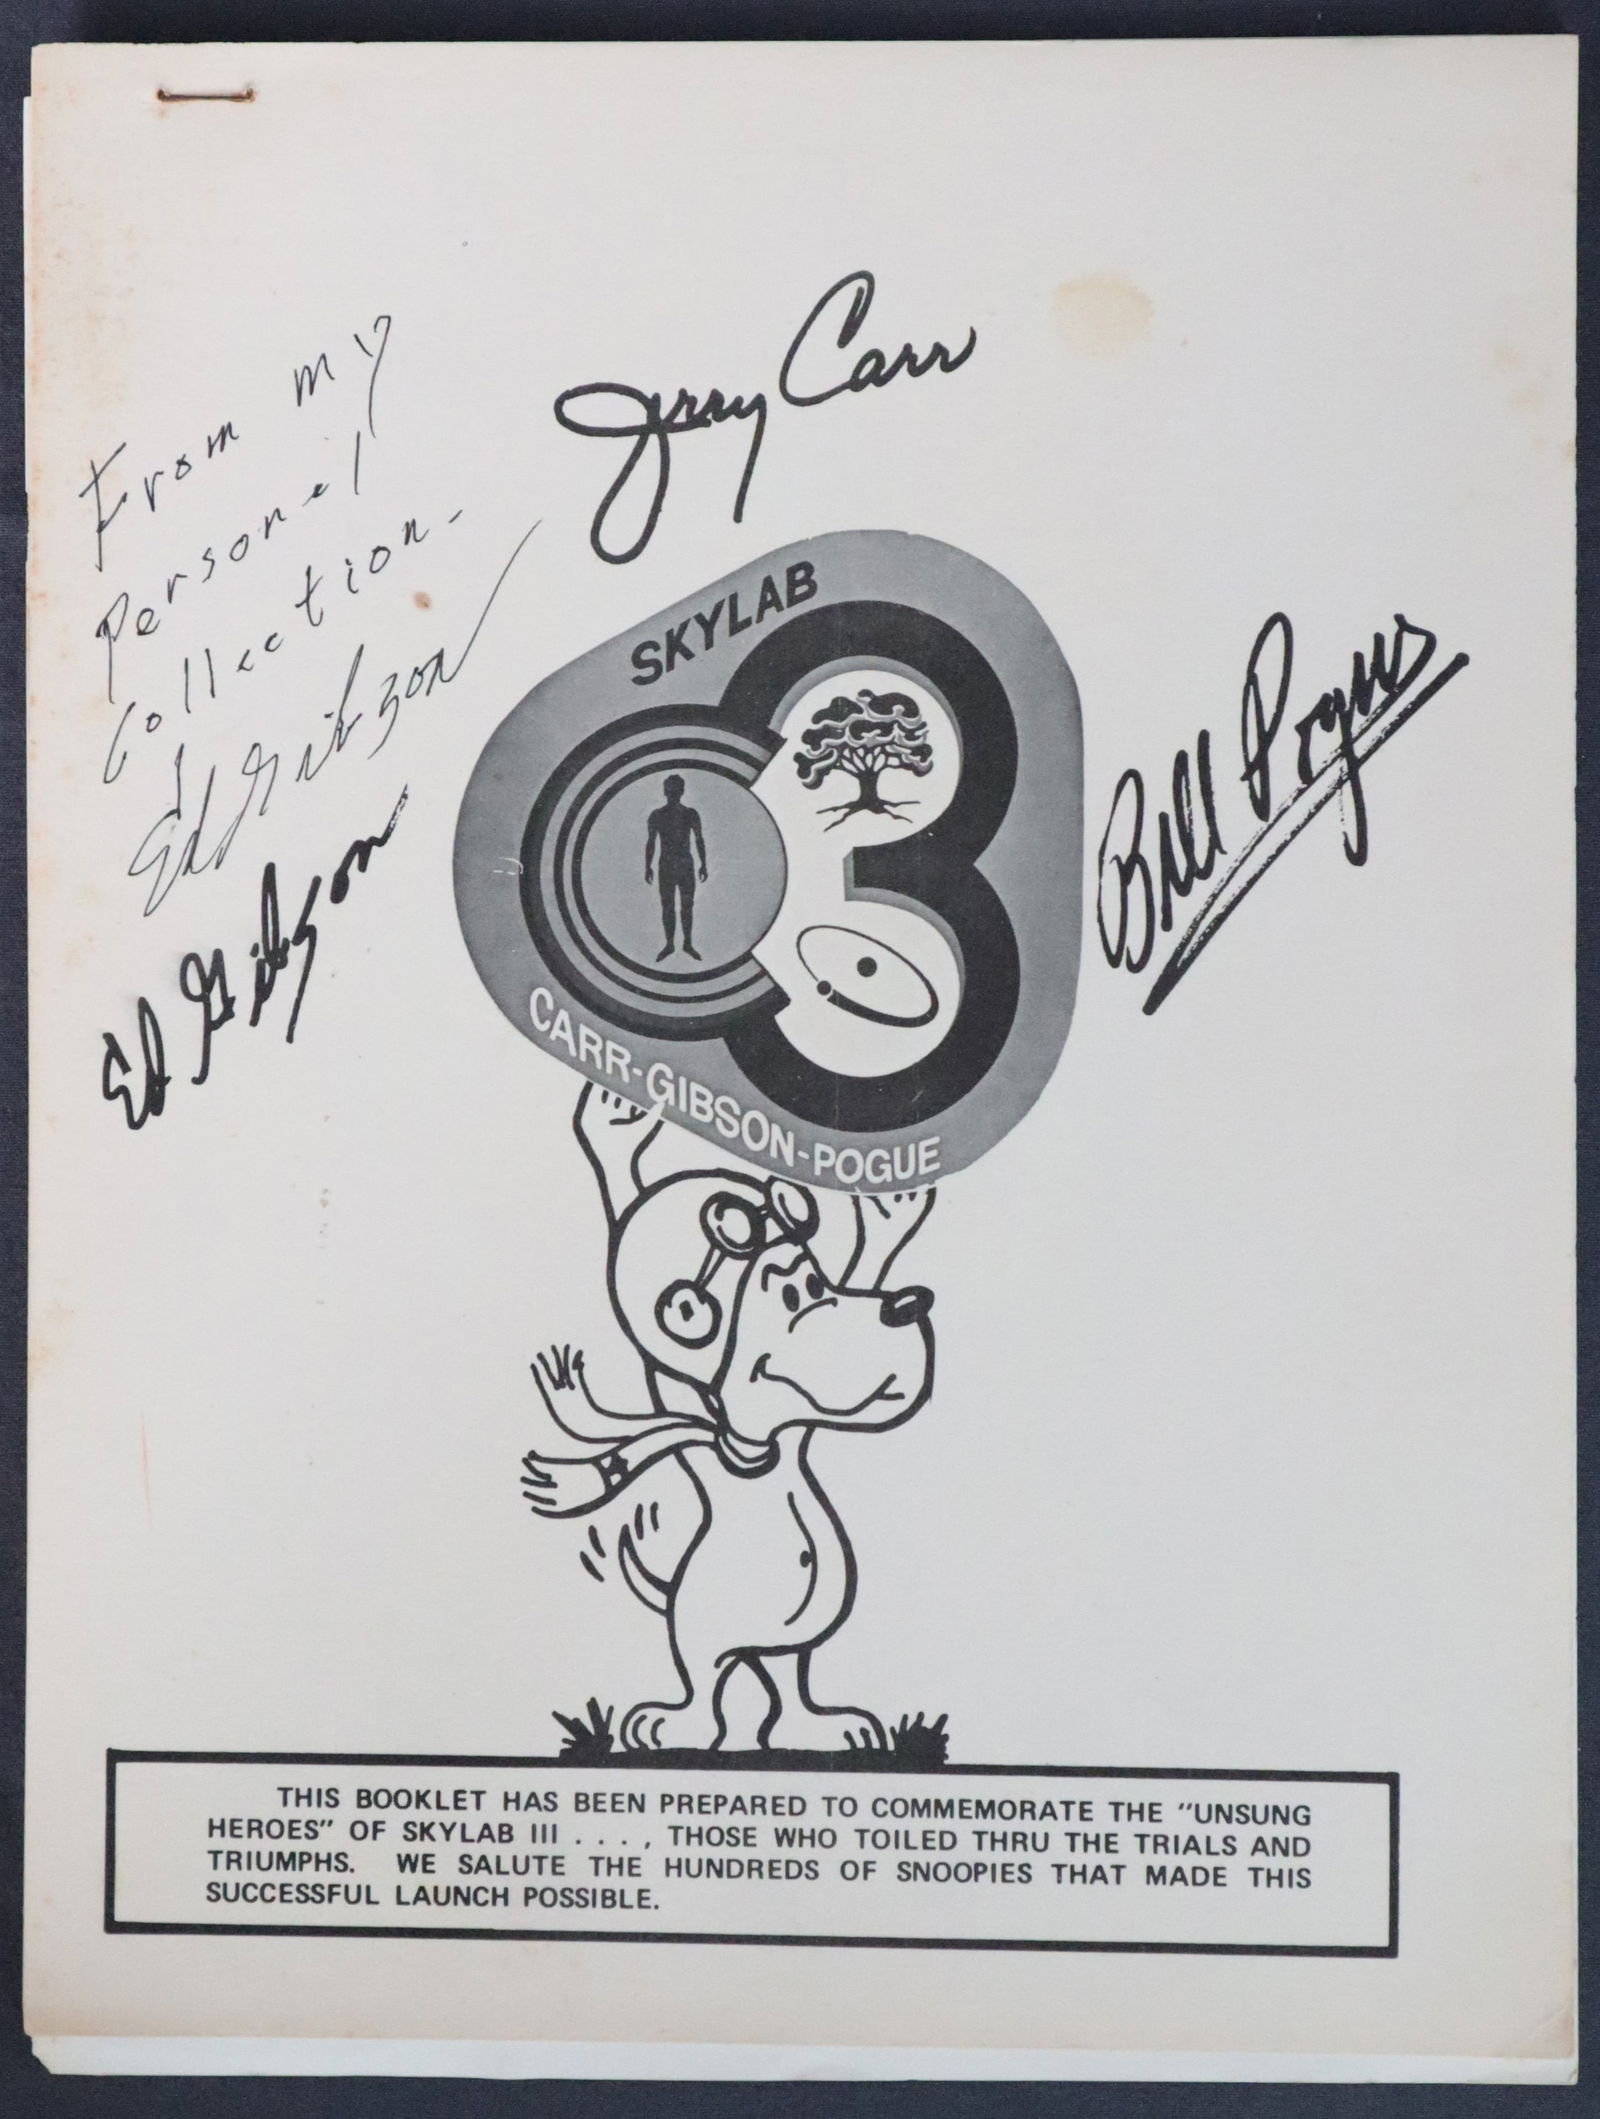 From my
Personal
Collection-
Ed Gibson
Jerry Carr
Ed Gibson
Bill Pogue
SKYLAB
3
CARR-GIBSON-POGUE
THIS BOOKLET HAS BEEN PREPARED TO COMMEMORATE THE "UNSUNG
HEROES" OF SKYLAB III . . . . , THOSE WHO TOILED THRU THE TRIALS AND
TRIUMPHS. WE SALUTE THE HUNDREDS OF SNOOPIES THAT MADE THIS
SUCCESSFUL LAUNCH POSSIBLE.